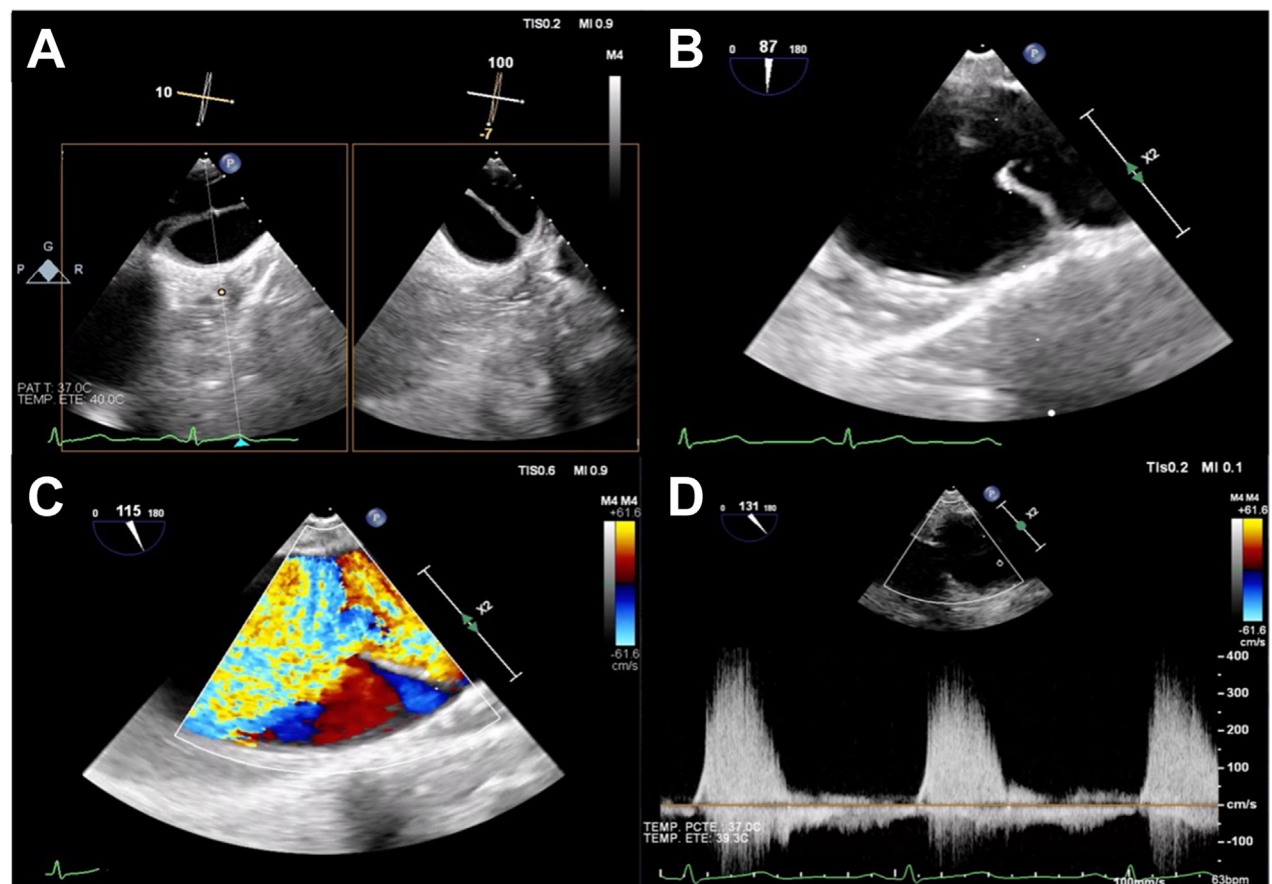 A
TIS0.2 MI 0.9
M4
10
100
-7
P
G
P R
PAT T: 37.0C
TEMP. ETE: 40.0C
B
0 87 180
P
X2
C
TIS0.6 MI 0.9
0 115 180
P
M4 M4
+61.6
X2
-61.6
cm/s
D
TIs0.2 MI 0.1
0 131 180
P
X2
M4 M4
+61.6
-61.6
cm/s
400
300
200
100
cm/s
-100
TEMP. PCTE.: 37.0C
TEMP. ETE: 39.3C
100mm/s
63bpm